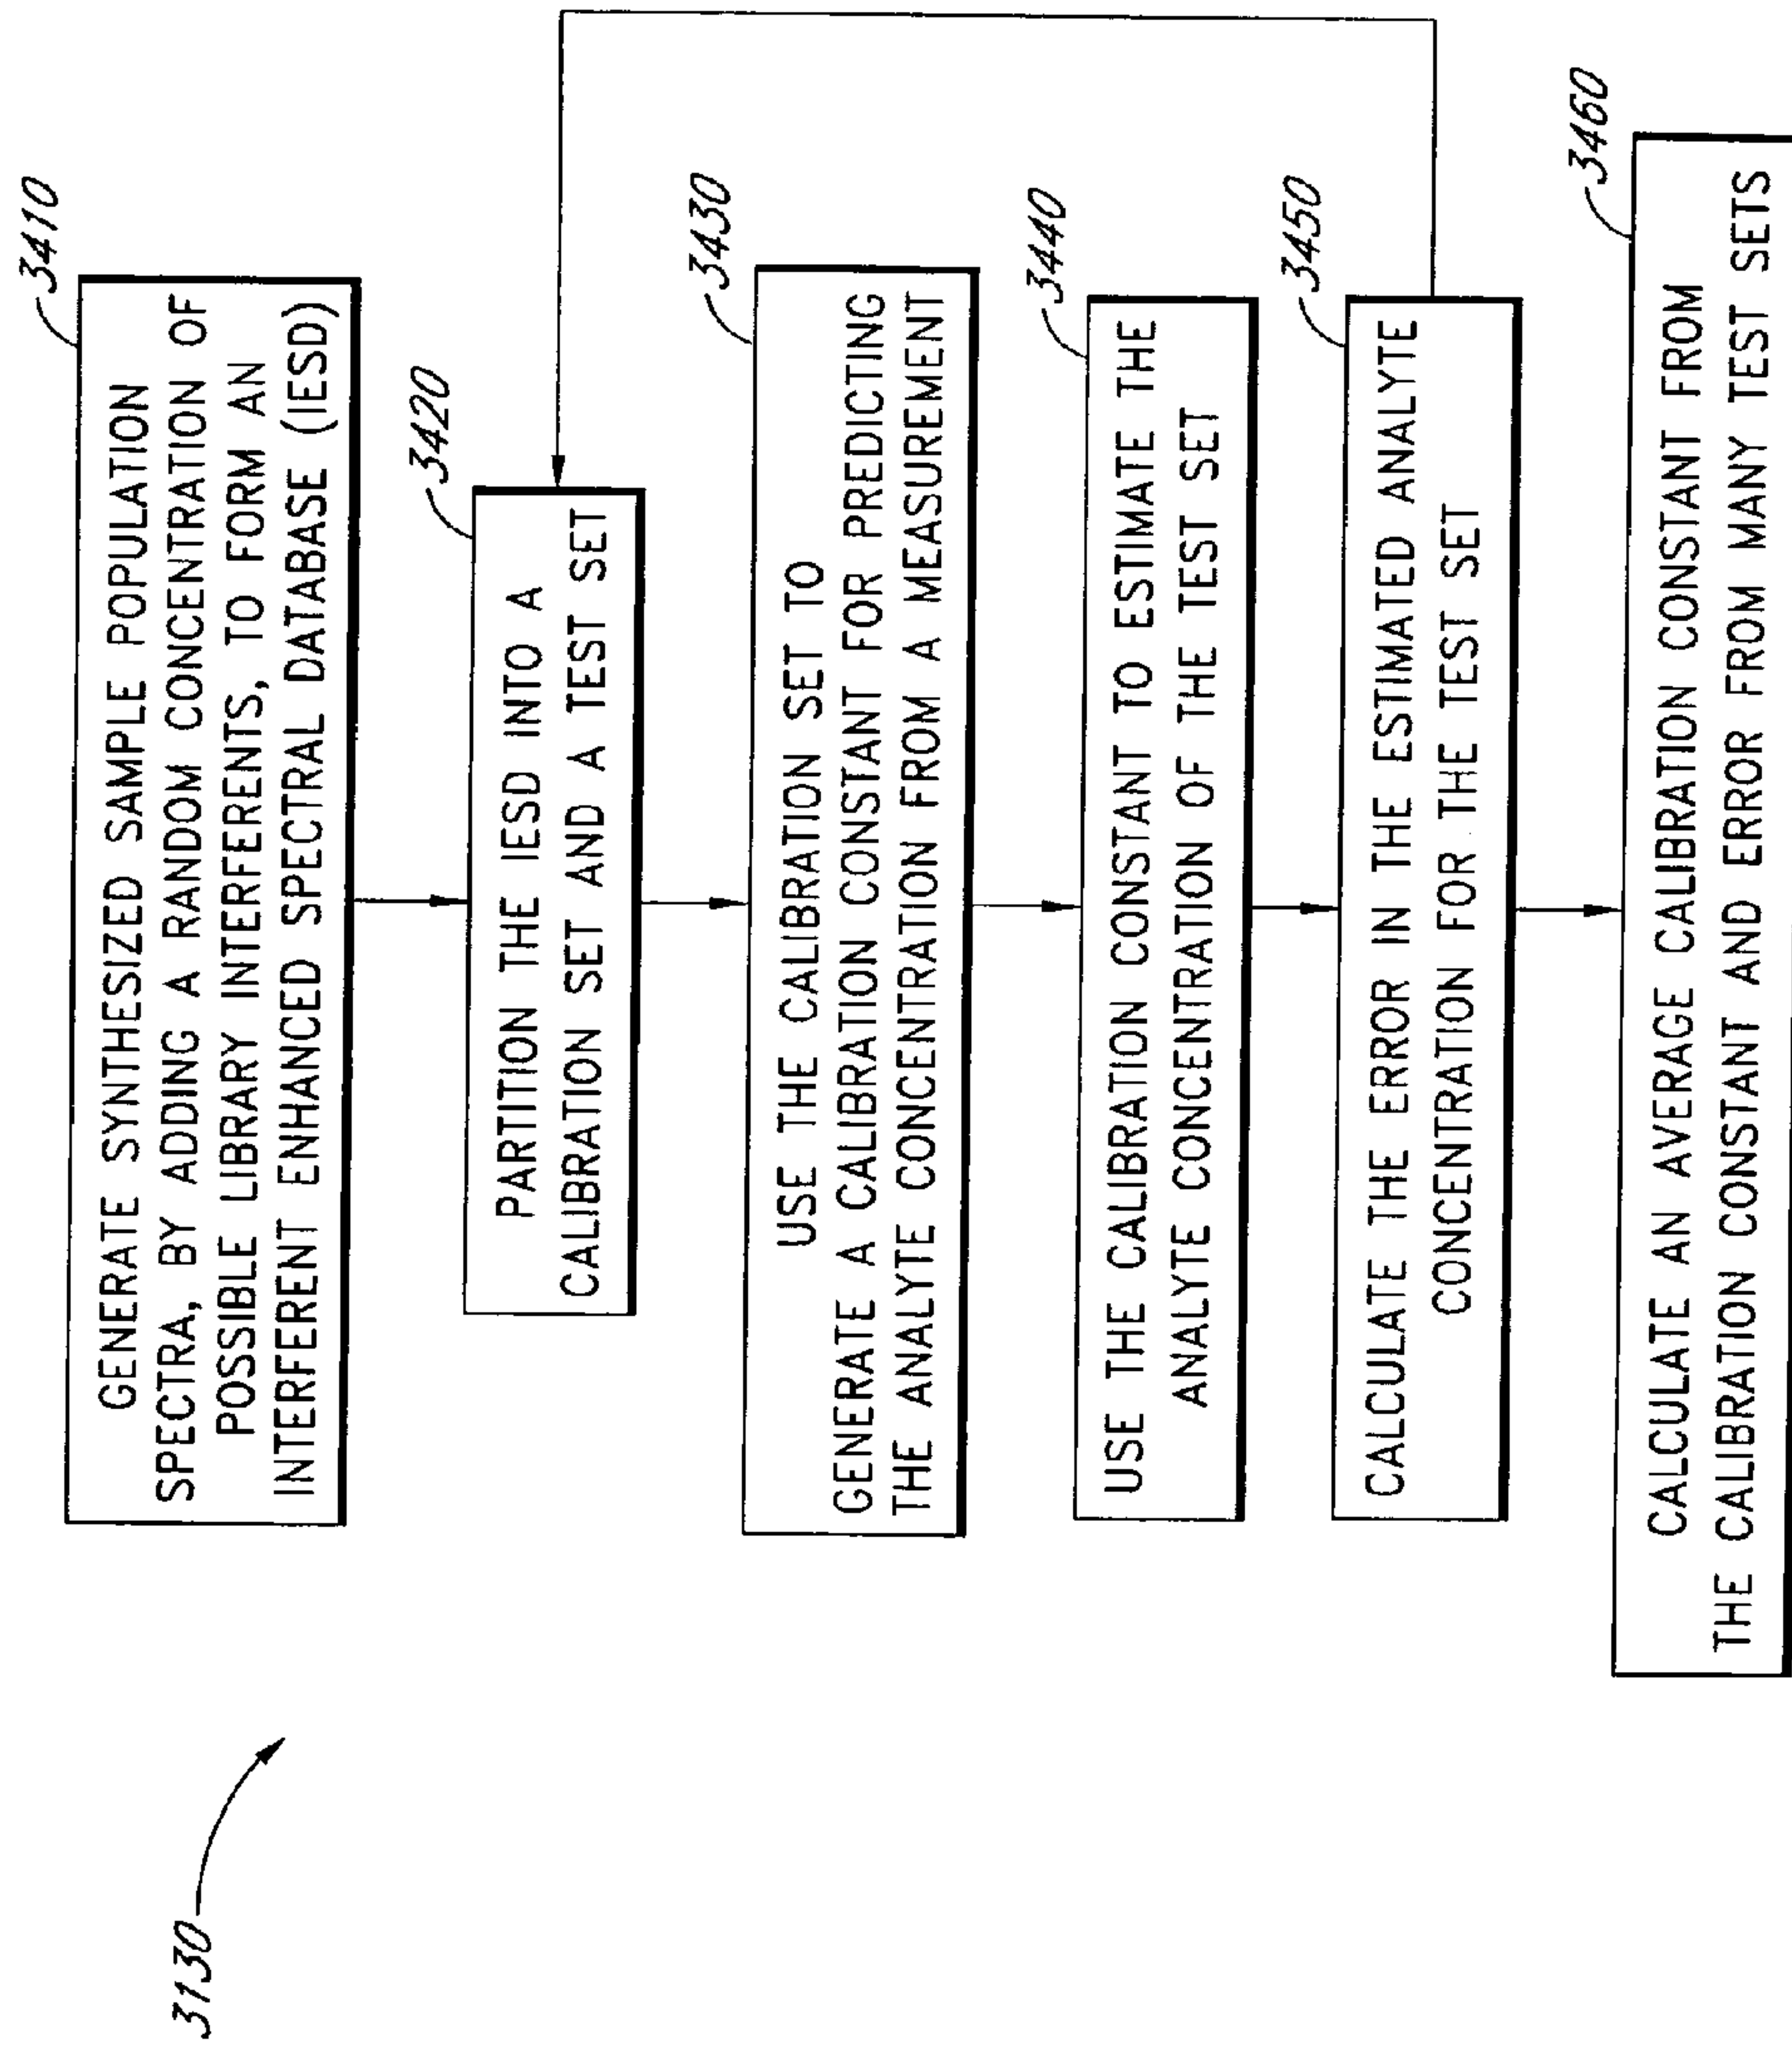 3130
3410
GENERATE SYNTHESIZED SAMPLE POPULATION
SPECTRA, BY ADDING A RANDOM CONCENTRATION OF
POSSIBLE LIBRARY INTERFERENTS, TO FORM AN
INTERFERENT ENHANCED SPECTRAL DATABASE (IESD)
3420
PARTITION THE IESD INTO A
CALIBRATION SET AND A TEST SET
3430
USE THE CALIBRATION SET TO
GENERATE A CALIBRATION CONSTANT FOR PREDICTING
THE ANALYTE CONCENTRATION FROM A MEASUREMENT
3440
USE THE CALIBRATION CONSTANT TO ESTIMATE THE
ANALYTE CONCENTRATION OF THE TEST SET
3450
CALCULATE THE ERROR IN THE ESTIMATED ANALYTE
CONCENTRATION FOR THE TEST SET
3460
CALCULATE AN AVERAGE CALIBRATION CONSTANT FROM
THE CALIBRATION CONSTANT AND ERROR FROM MANY TEST SETS